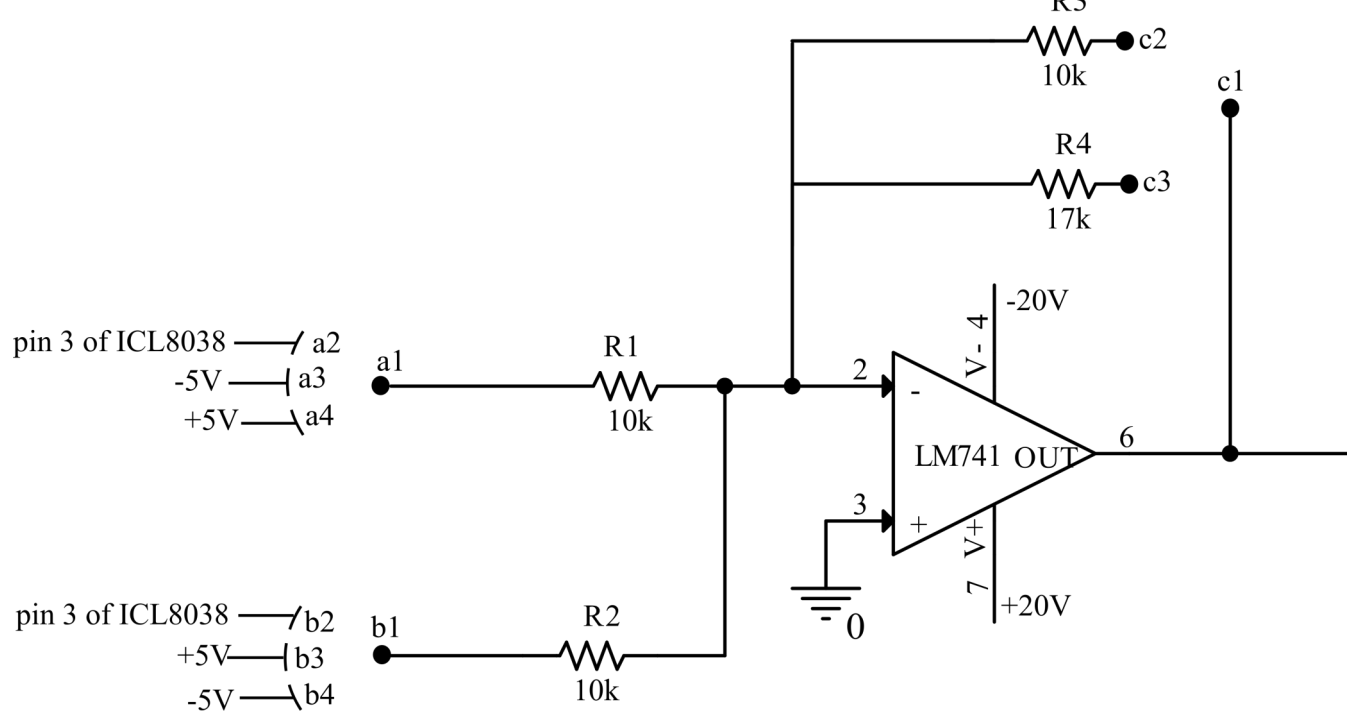 R3
c2
10k
c1
R4
c3
17k
-20V
V- 4
pin 3 of ICL8038
a2
-5V
a3
+5V
a4
a1
R1
10k
2
-
LM741
OUT
6
3
+
V+
7
+20V
0
pin 3 of ICL8038
b2
+5V
b3
-5V
b4
b1
R2
10k